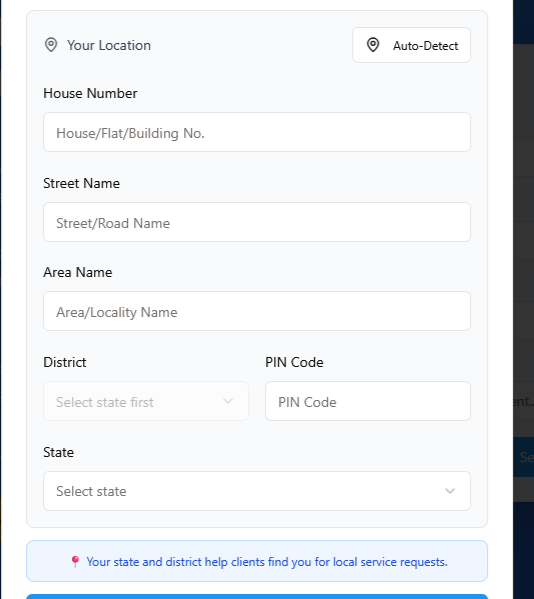 Your Location
Auto-Detect
House Number
House/Flat/Building No.
Street Name
Street/Road Name
Area Name
Area/Locality Name
District
PIN Code
Select state first
PIN Code
State
Select state
📍 Your state and district help clients find you for local service requests.
ent..
Se